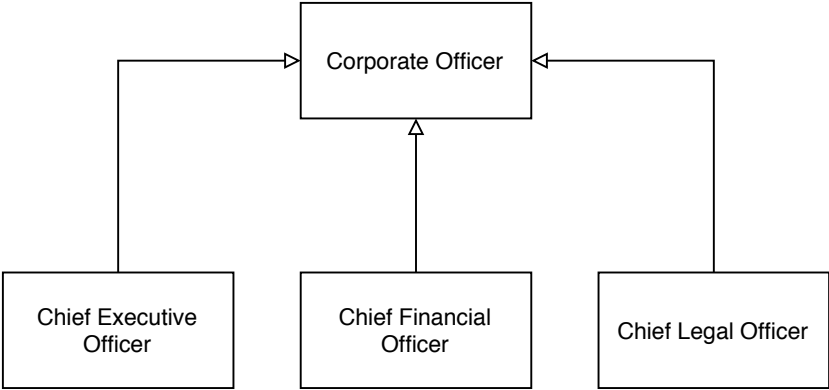 Corporate Officer
Chief Executive
Officer
Chief Financial
Officer
Chief Legal Officer